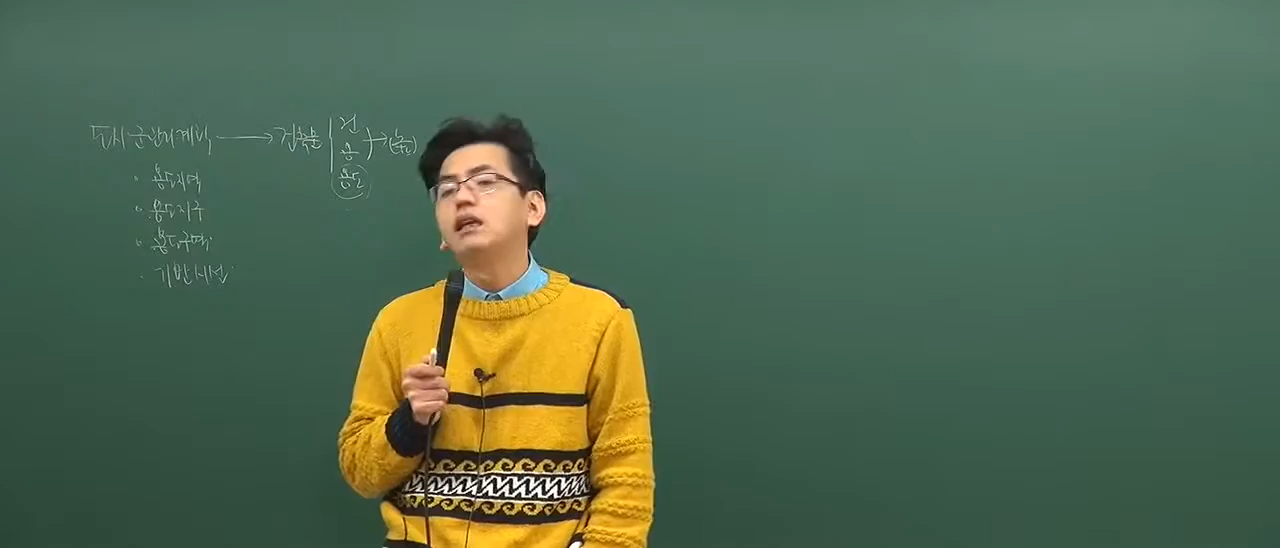 도시·군관리계획 → 건축물 건
용
용도
· 용도지역
· 용도지구
· 용도구역
· 기반시설